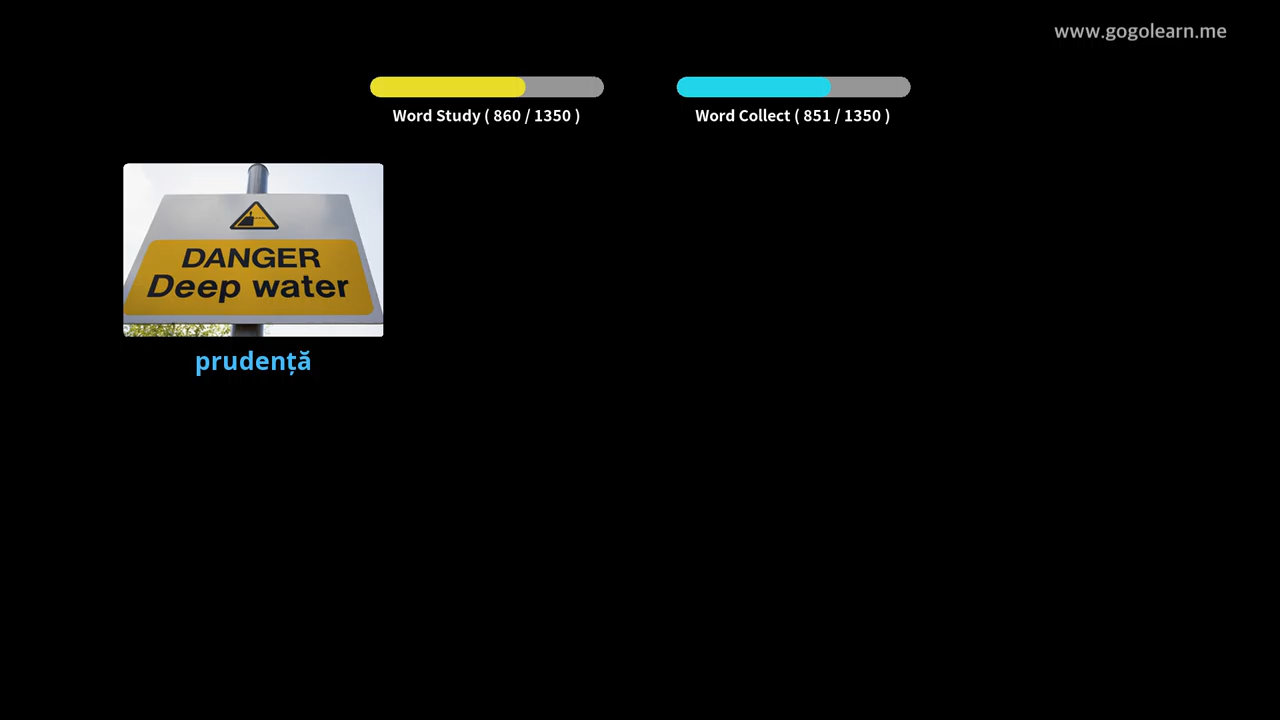 www.gogolearn.me
Word Study ( 860 / 1350 )
Word Collect ( 851 / 1350 )
DANGER
Deep water
prudență